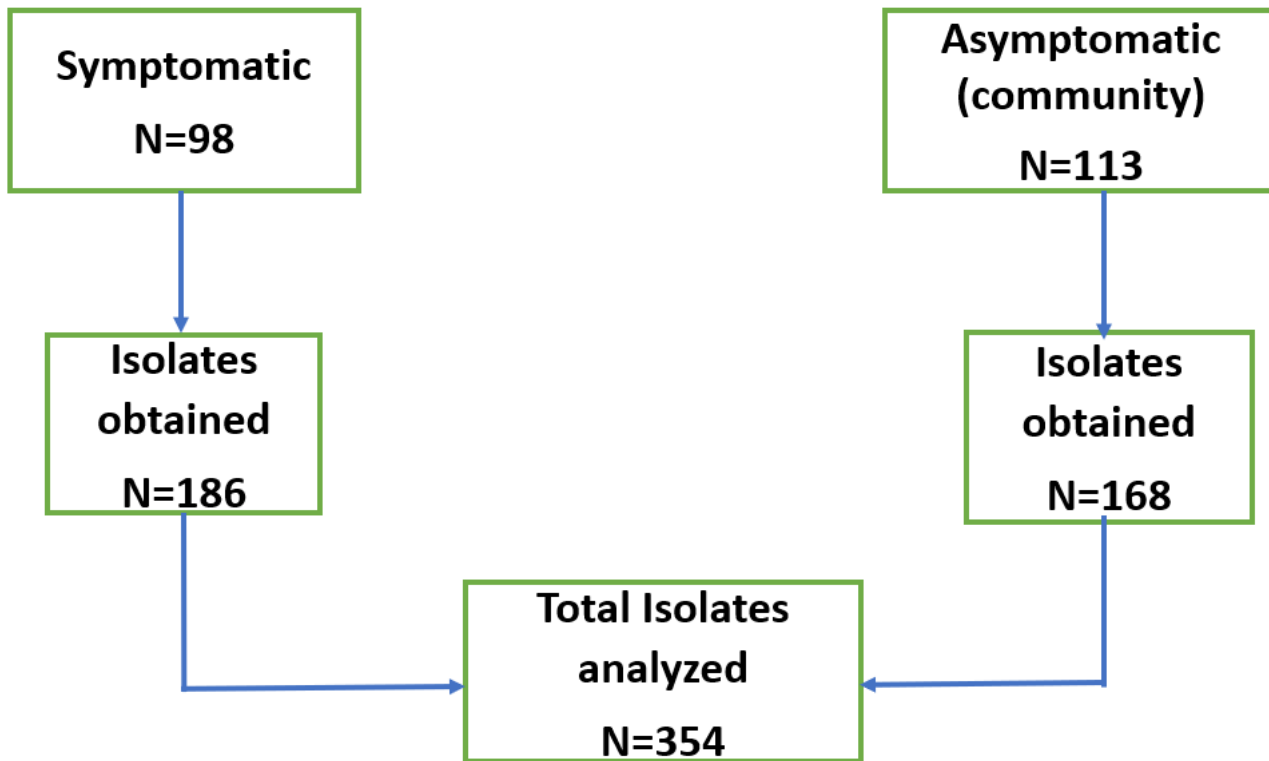 Symptomatic
N=98
Asymptomatic
(community)
N=113
Isolates
obtained
N=186
Isolates
obtained
N=168
Total Isolates
analyzed
N=354